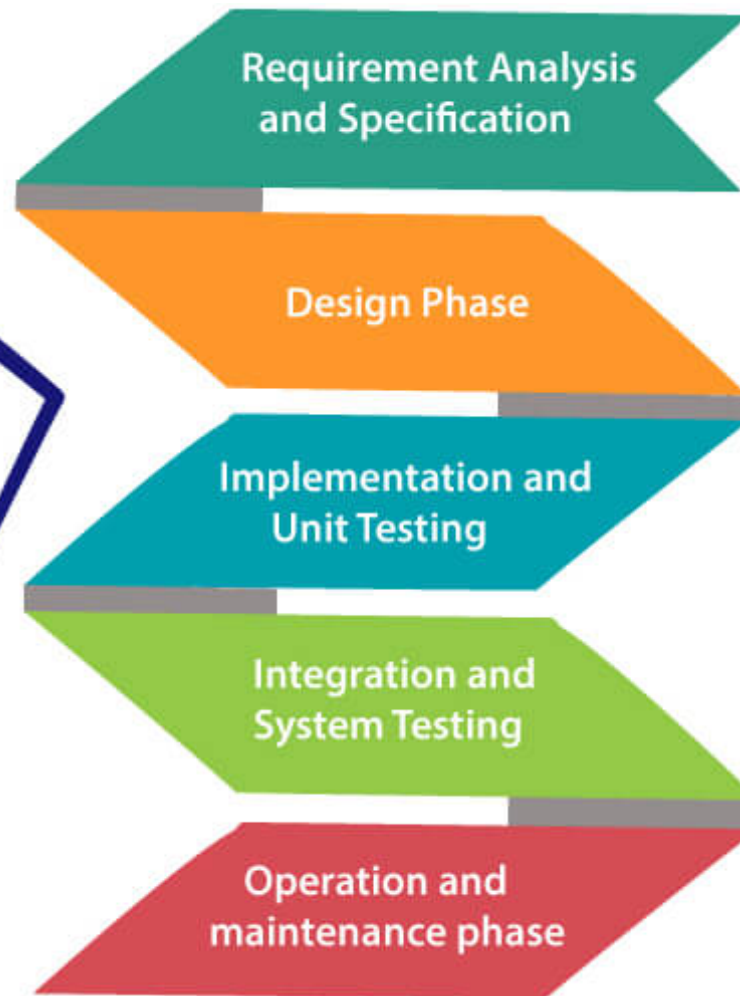 Requirement Analysis
and Specification
Design Phase
Implementation and
Unit Testing
Integration and
System Testing
Operation and
maintenance phase